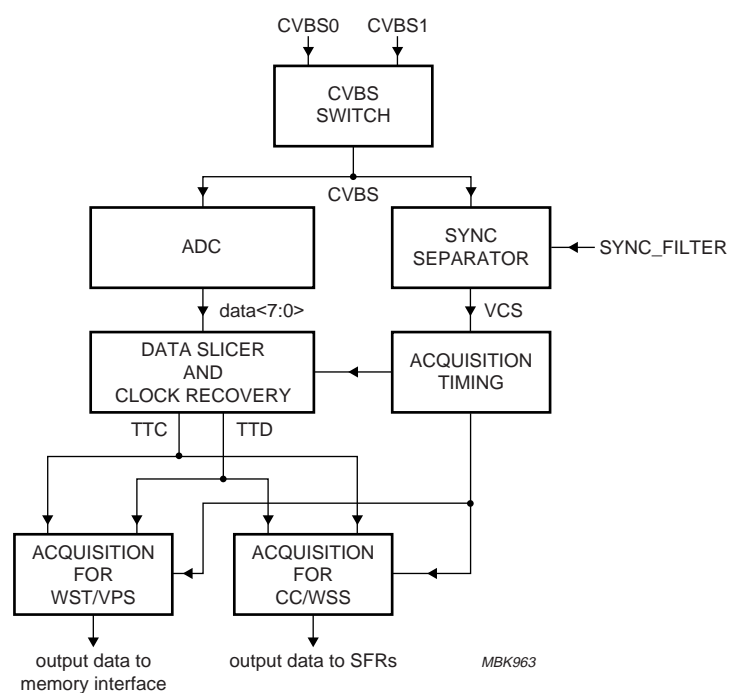 CVBS0 CVBS1
CVBS
SWITCH
CVBS
ADC
SYNC
SEPARATOR
SYNC_FILTER
data<7:0>
VCS
DATA SLICER
AND
CLOCK RECOVERY
ACQUISITION
TIMING
TTC TTD
ACQUISITION
FOR
WST/VPS
ACQUISITION
FOR
CC/WSS
output data to
memory interface
output data to SFRs
MBK963